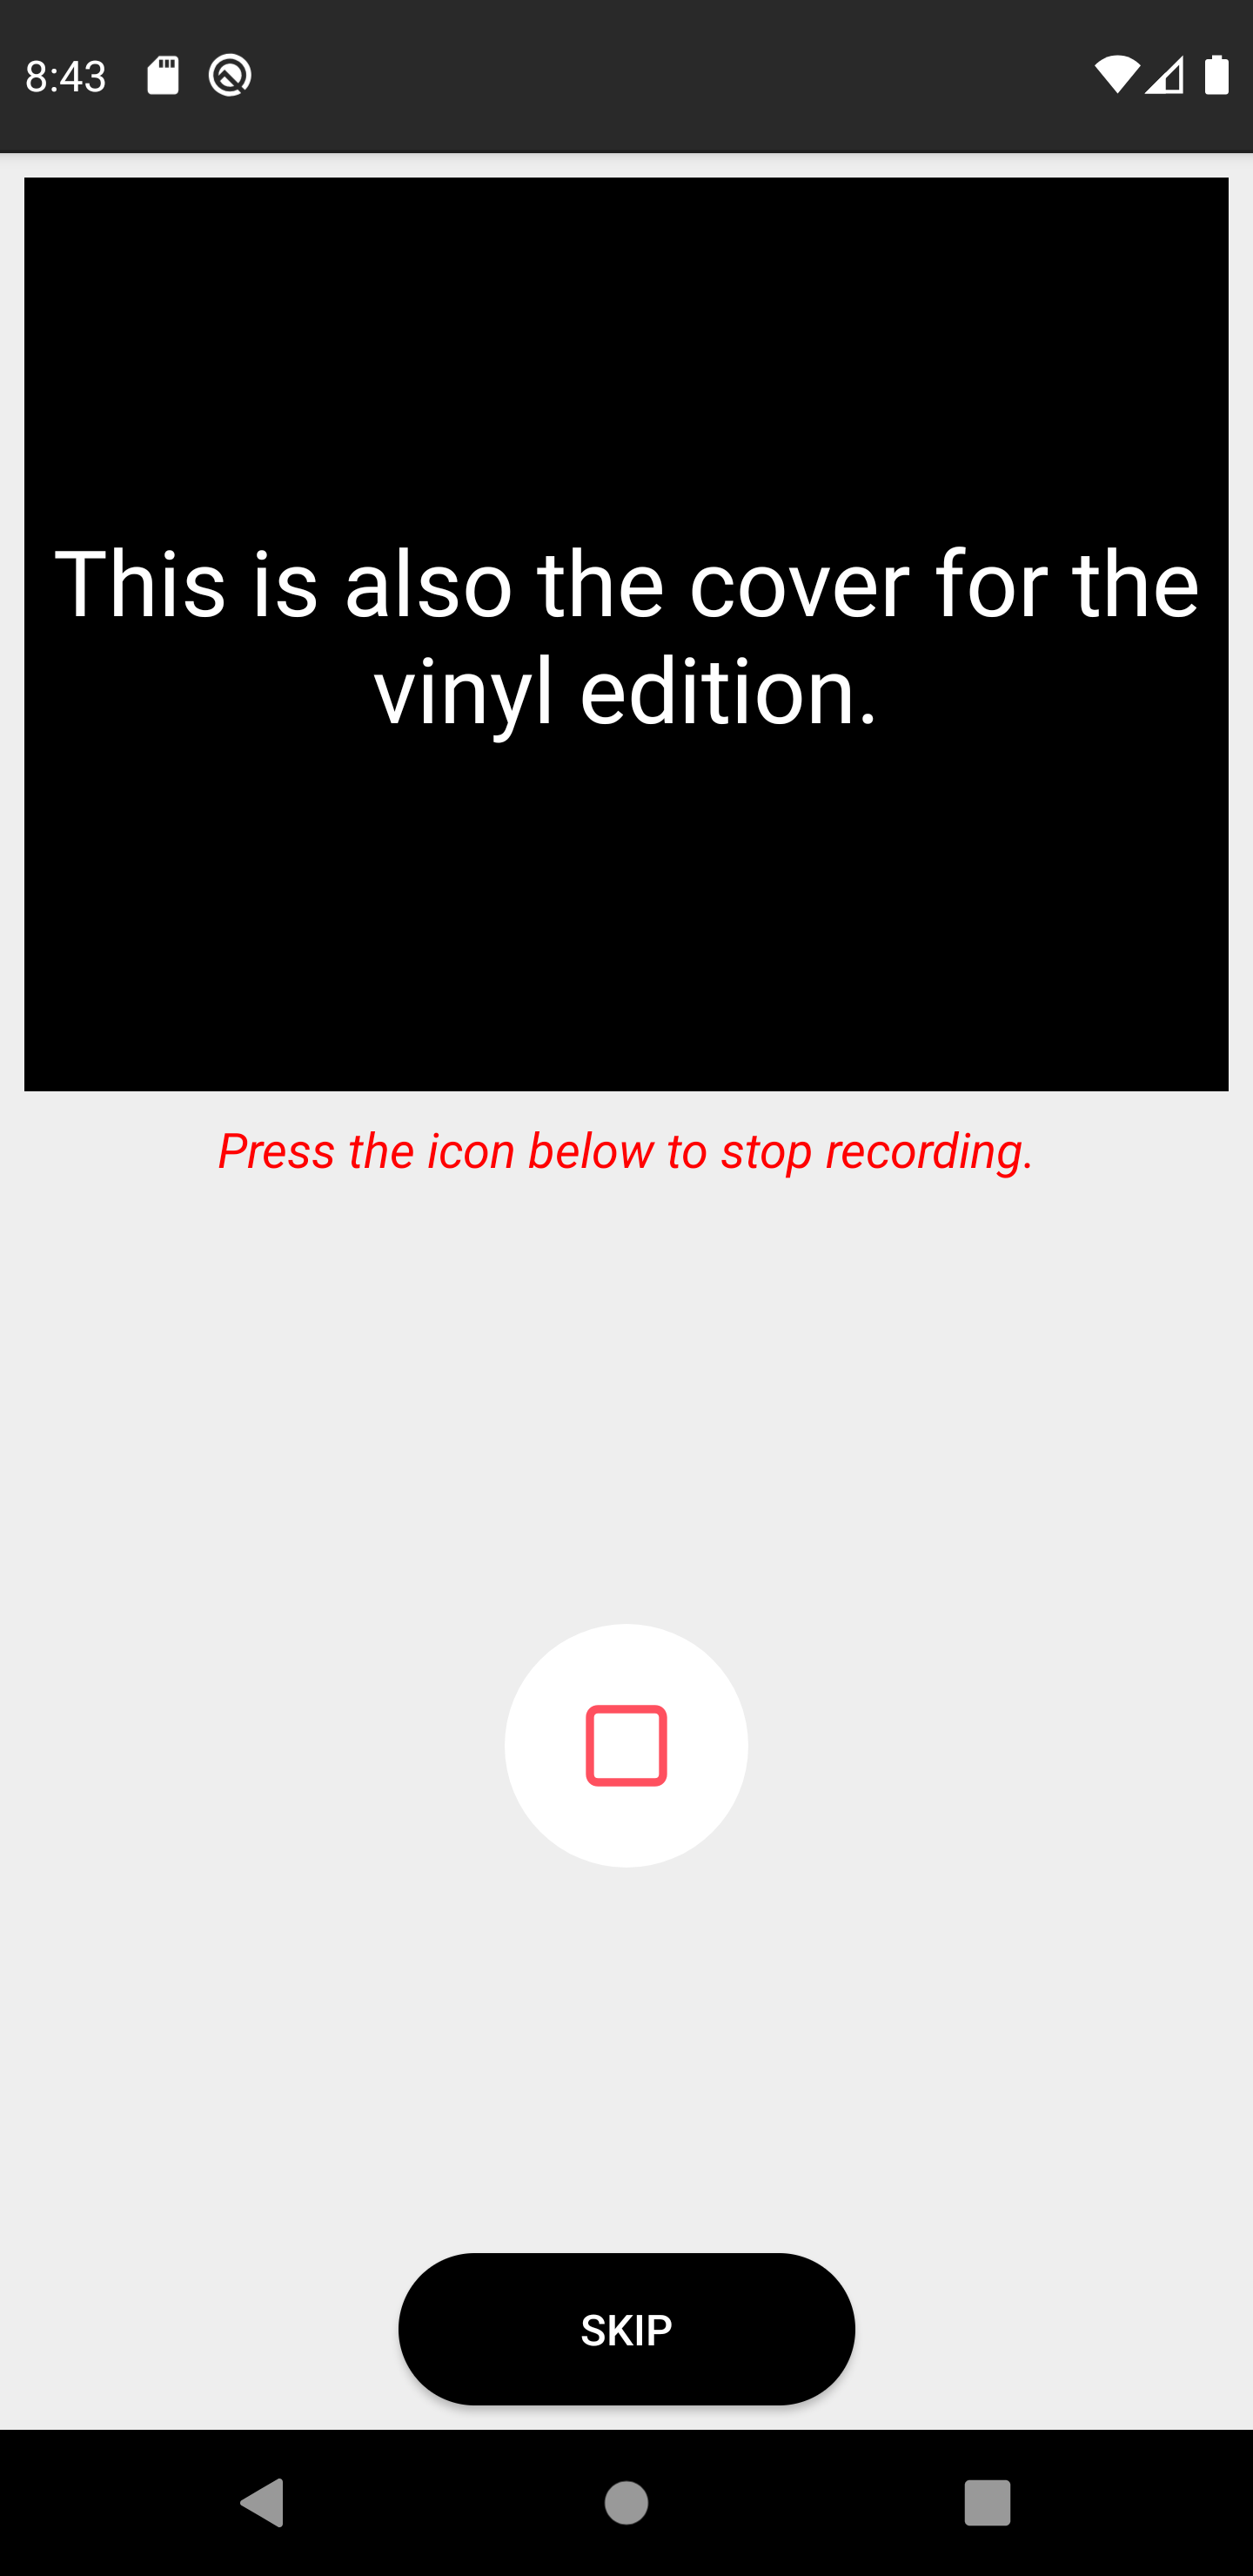 8:43
This is also the cover for the
vinyl edition.
Press the icon below to stop recording.
SKIP